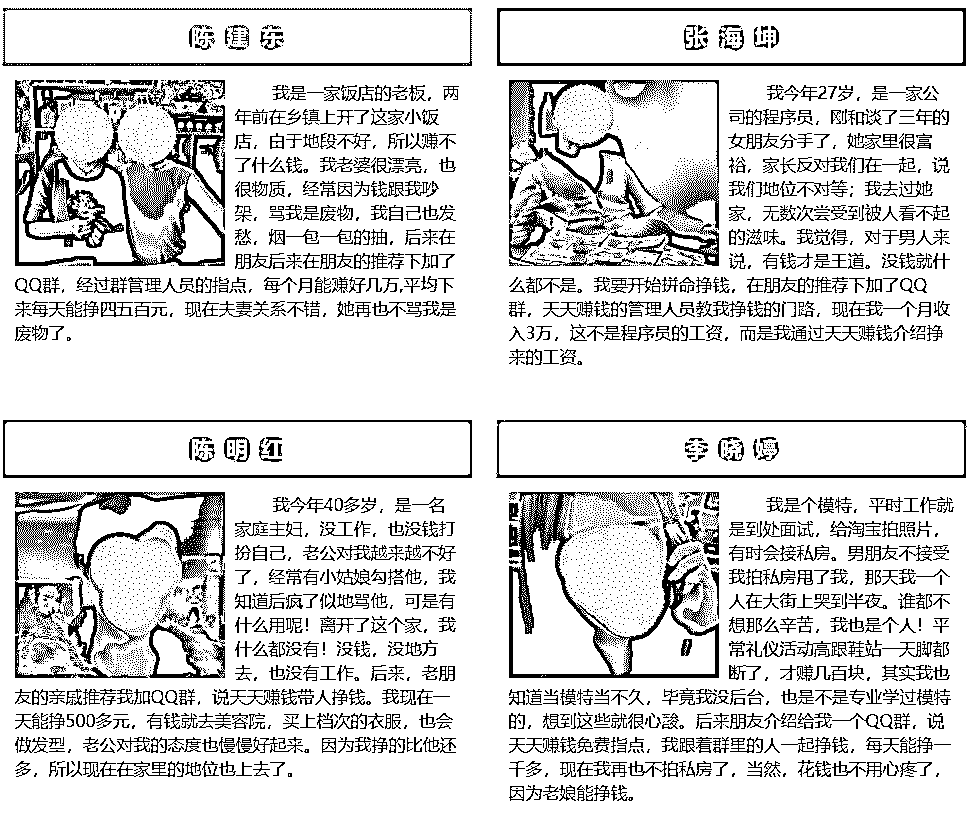 陈建东
我是一家饭店的老板，两
年前在乡镇上开了这家小饭
店，由于地段不好，所以赚不
了什么钱。我老婆很漂亮，也
很物质，经常因为钱跟我吵
架，骂我是废物，我自己也发
愁，烟一包一包的抽，后来在
朋友后来在朋友的推荐下加了
QQ群，经过群管理人员的指点，每个月能赚好几万,平均下
来每天能挣四五百元，现在夫妻关系不错，她再也不骂我是
废物了。
张海坤
我今年27岁，是一家公
司的程序员，刚和谈了三年的
女朋友分手了，她家里很富
裕，家长反对我们在一起，说
我们地位不对等；我去过她
家，无数次尝受到被人看不起
的滋味。我觉得，对于男人来
说，有钱才是王道。没钱就什
么都不是。我要开始拼命挣钱，在朋友的推荐下加了QQ
群，天天赚钱的管理人员教我挣钱的门路，现在我一个月收
入3万，这不是程序员的工资，而是我通过天天赚钱介绍挣
来的工资。
陈明红
我今年40多岁，是一名
家庭主妇，没工作，也没钱打
扮自己，老公对我越来越不好
了，经常有小姑娘勾搭他，我
知道后疯了似地骂他，可是有
什么用呢！离开了这个家，我
什么都没有！没钱，没地方
去，也没有工作。后来，老朋
友的亲戚推荐我加QQ群，说天天赚钱带人挣钱。我现在一
天能挣500多元，有钱就去美容院，买上档次的衣服，也会
做发型，老公对我的态度也慢慢好起来。因为我挣的比他还
多，所以现在在家里的地位也上去了。
李晓婷
我是个模特，平时工作就
是到处面试，给淘宝拍照片，
有时会接私房。男朋友不接受
我拍私房甩了我，那天我一个
人在大街上哭到半夜。谁都不
想那么辛苦，我也是个人！平
常礼仪活动高跟鞋站一天脚都
断了，才赚几百块，其实我也
知道当模特当不久，毕竟我没后台，也是不是专业学过模特
的，想到这些就很心酸。后来朋友介绍给我一个QQ群，说
天天赚钱免费指点，我跟着群里的人一起挣钱，每天能挣一
千多，现在我再也不拍私房了，当然，花钱也不用心疼了，
因为老娘能挣钱。